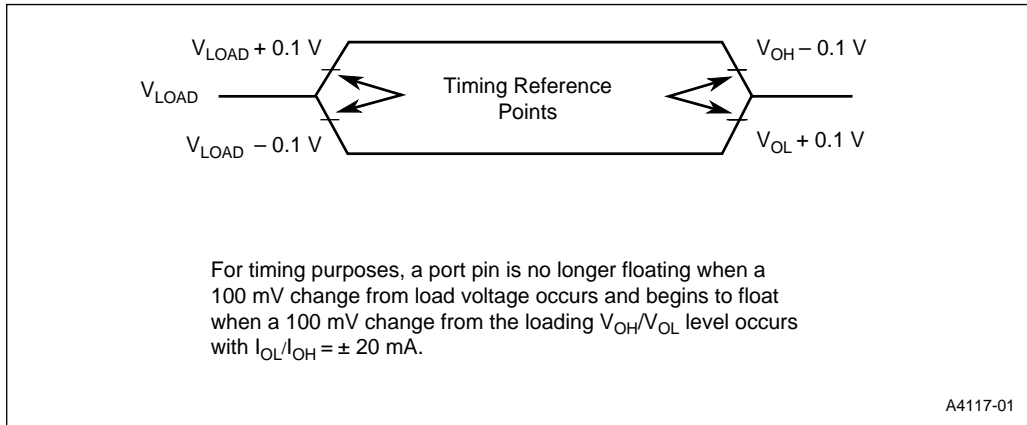 V_LOAD + 0.1 V
V_OH – 0.1 V
V_LOAD
Timing Reference
Points
V_LOAD – 0.1 V
V_OL + 0.1 V
For timing purposes, a port pin is no longer floating when a
100 mV change from load voltage occurs and begins to float
when a 100 mV change from the loading V_OH/V_OL level occurs
with I_OL/I_OH = ± 20 mA.
A4117-01